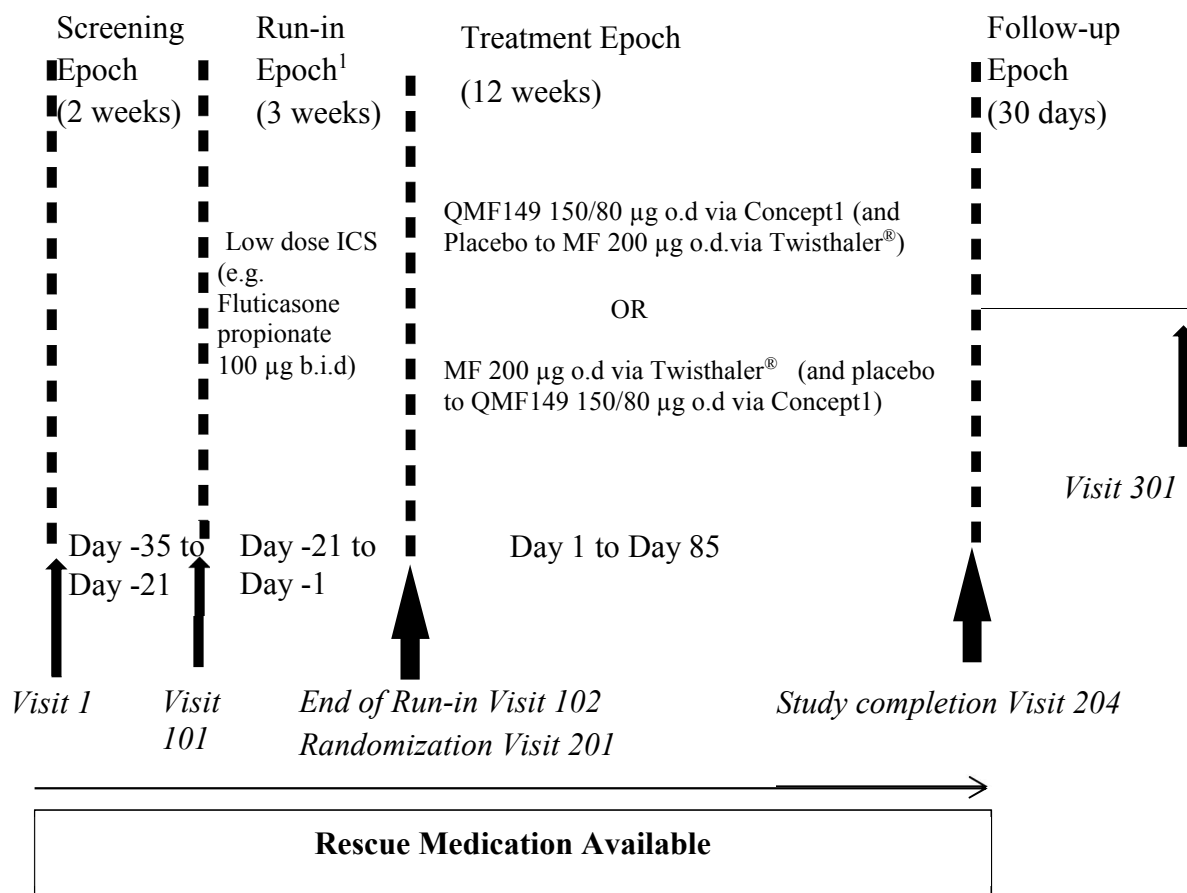 Screening
Epoch
(2 weeks)
Run-in
Epoch1
(3 weeks)
Treatment Epoch
(12 weeks)
Follow-up
Epoch
(30 days)
Low dose ICS
(e.g.
Fluticasone
propionate
100 µg b.i.d)
QMF149 150/80 µg o.d via Concept1 (and
Placebo to MF 200 µg o.d.via Twisthaler®)
OR
MF 200 µg o.d via Twisthaler® (and placebo
to QMF149 150/80 µg o.d via Concept1)
Visit 301
Day -35 to
Day -21
Day -21 to
Day -1
Day 1 to Day 85
Visit 1
Visit
101
End of Run-in Visit 102
Randomization Visit 201
Study completion Visit 204
Rescue Medication Available